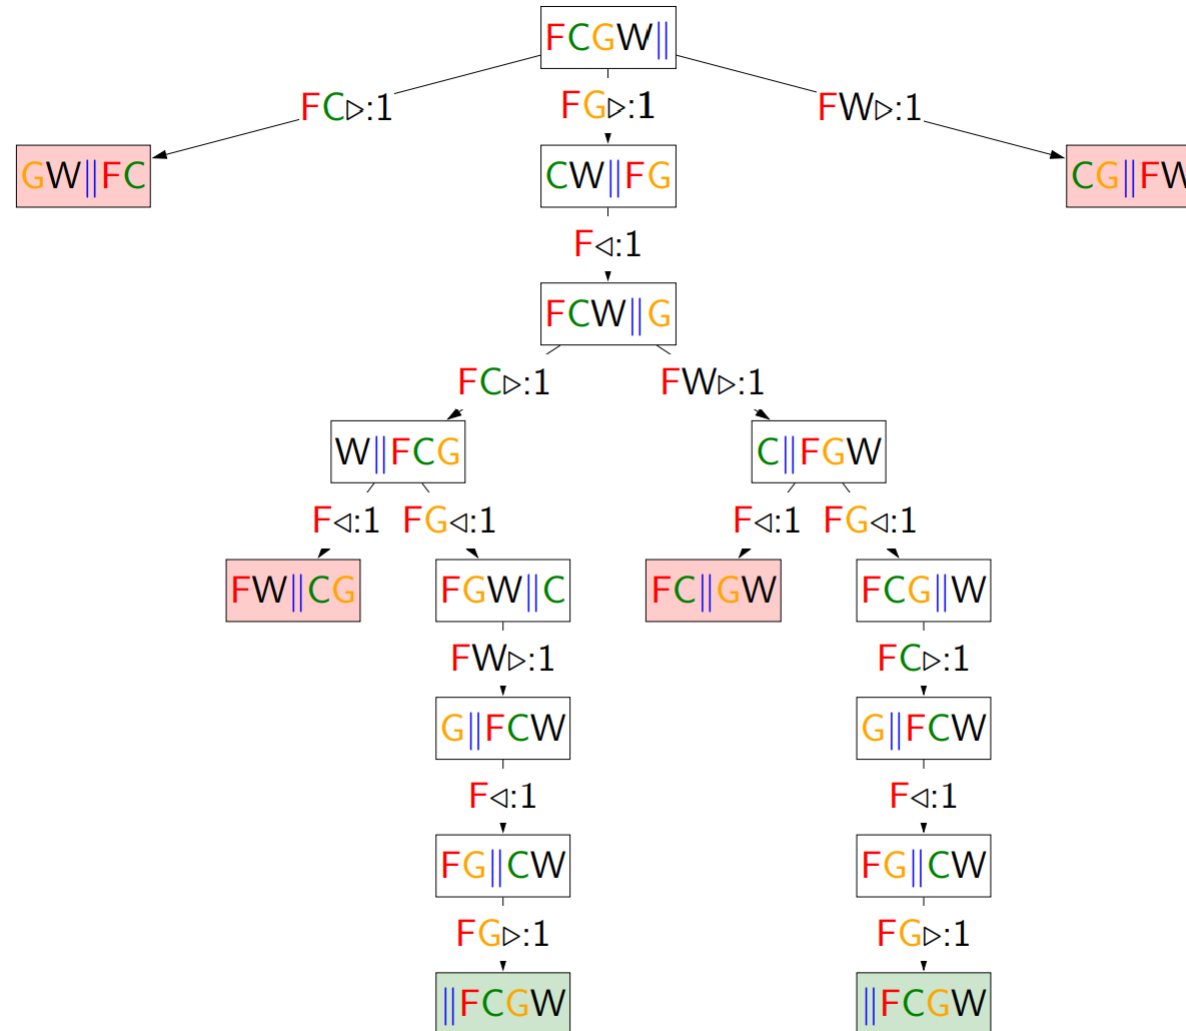 FCGW||
FC▷:1 FG▷:1 FW▷:1
GW||FC CW||FG CG||FW
F◁:1
FCW||G
FC▷:1 FW▷:1
W||FCG C||FGW
F◁:1 FG◁:1 F◁:1 FG◁:1
FW||CG FGW||C FC||GW FCG||W
FW▷:1 FC▷:1
G||FCW G||FCW
F◁:1 F◁:1
FG||CW FG||CW
FG▷:1 FG▷:1
||FCGW ||FCGW